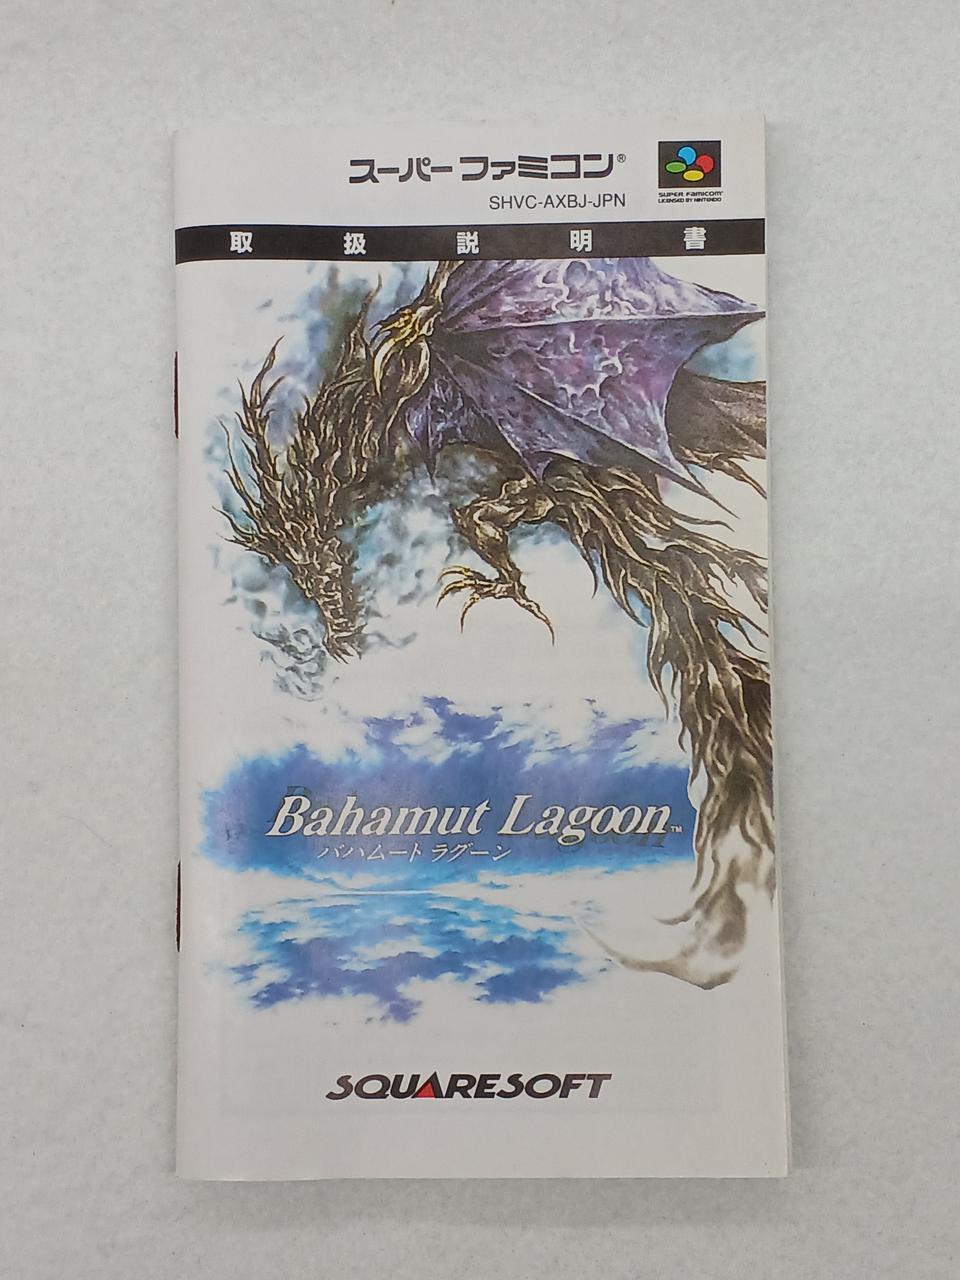 スーパーファミコン®
SHVC-AXBJ-JPN
SUPER FAMICOM™
LICENSED BY NINTENDO
取扱説明書
Bahamut Lagoon™
バハムート ラグーン
SQUARESOFT